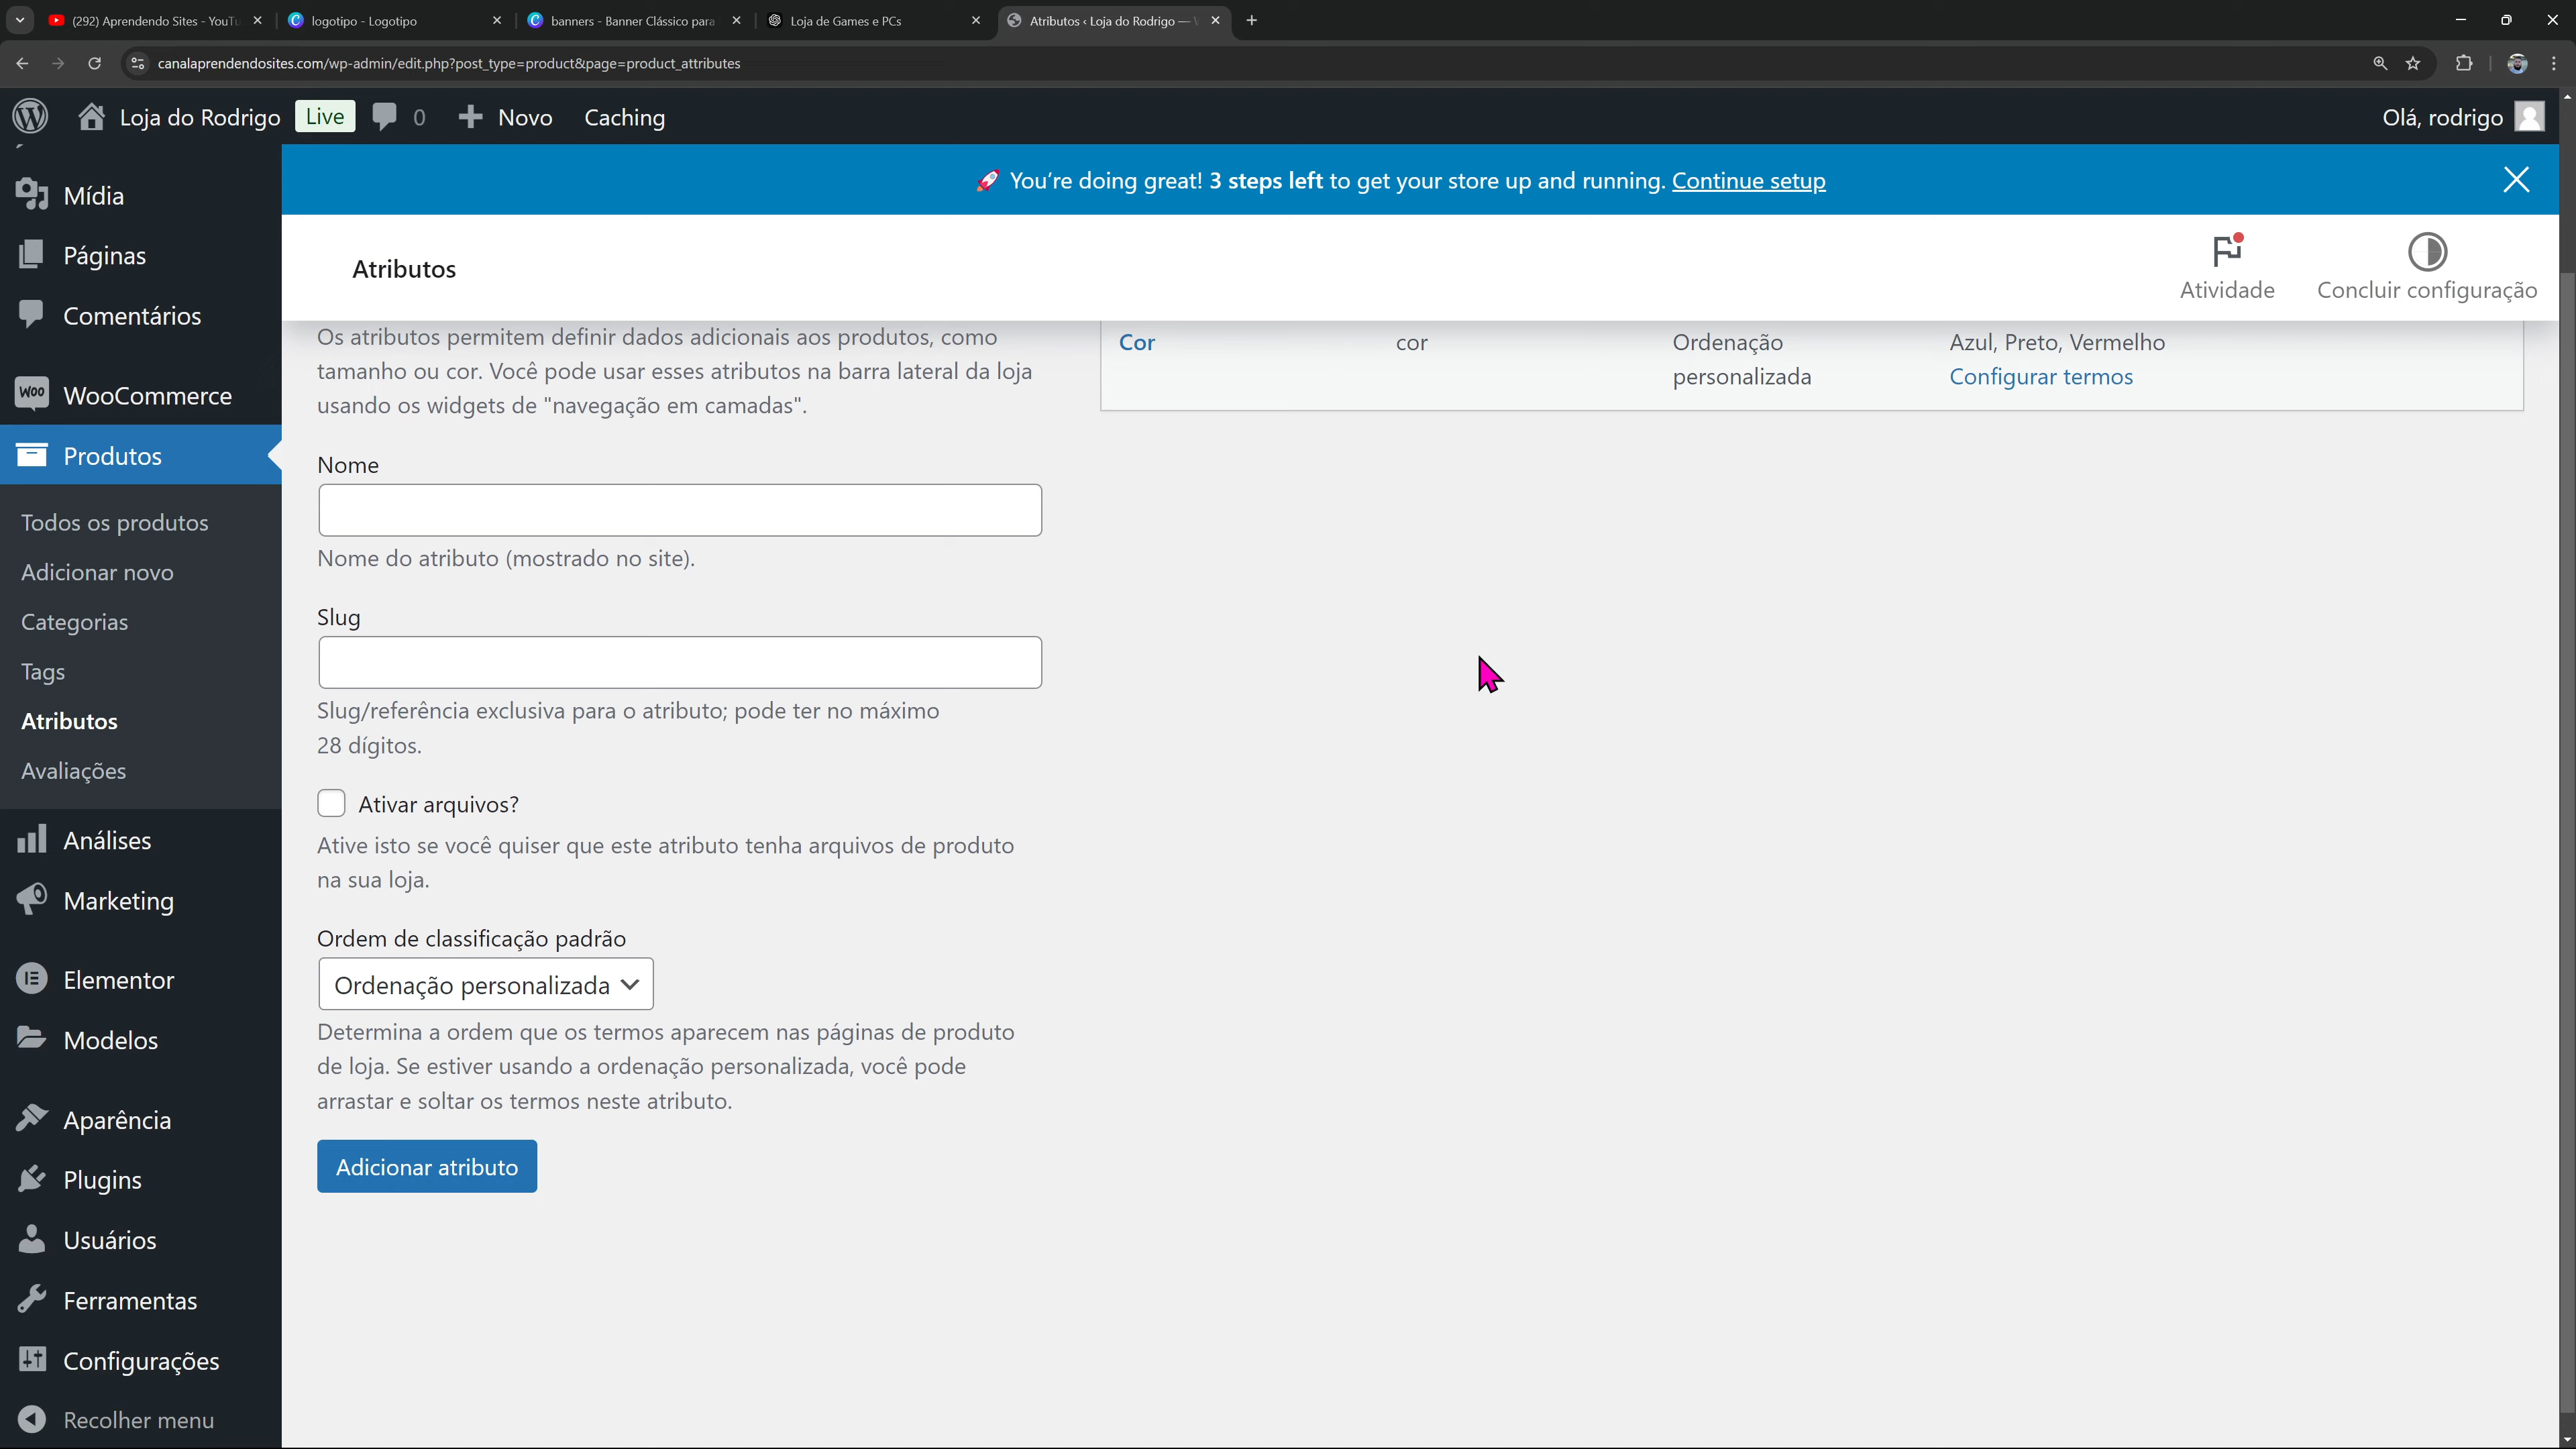 (292) Aprendendo Sites - YouTu
logotipo - Logotipo
banners - Banner Clássico para
Loja de Games e PCs
Atributos ‹ Loja do Rodrigo —
canalaprendendosites.com/wp-admin/edit.php?post_type=product&page=product_attributes
Loja do Rodrigo
Live
0
Novo
Caching
Olá, rodrigo
Mídia
Páginas
Comentários
WooCommerce
Produtos
Todos os produtos
Adicionar novo
Categorias
Tags
Atributos
Avaliações
Análises
Marketing
Elementor
Modelos
Aparência
Plugins
Usuários
Ferramentas
Configurações
Recolher menu
🚀 You're doing great! 3 steps left to get your store up and running. Continue setup
Atributos
Atividade
Concluir configuração
Os atributos permitem definir dados adicionais aos produtos, como
tamanho ou cor. Você pode usar esses atributos na barra lateral da loja
usando os widgets de "navegação em camadas".
Nome
Nome do atributo (mostrado no site).
Slug
Slug/referência exclusiva para o atributo; pode ter no máximo
28 dígitos.
Ativar arquivos?
Ative isto se você quiser que este atributo tenha arquivos de produto
na sua loja.
Ordem de classificação padrão
Ordenação personalizada
Determina a ordem que os termos aparecem nas páginas de produto
de loja. Se estiver usando a ordenação personalizada, você pode
arrastar e soltar os termos neste atributo.
Adicionar atributo
Cor
cor
Ordenação
personalizada
Azul, Preto, Vermelho
Configurar termos